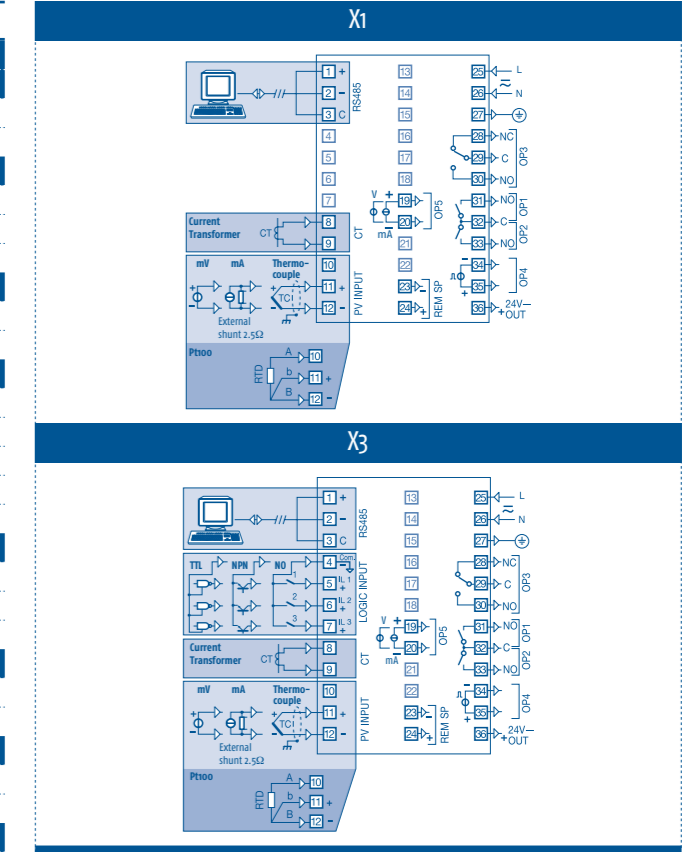 X1
1 + 13 25 L
2 - 14 26 N
3 C 15 27
RS485
4 16 28 NC
5 17 29 C
6 18 30 NO
OP3
7 V + 19 31 NO
OP1
Current Transformer CT 8 mA - 20 32 C
CT OP5
9 21 33 NO
OP2
mV mA Thermo-couple 10 22 34 -
+ + TC 11 + 23 - 35 +
OP4
- - 12 - 24 + 36 + 24V OUT
PV INPUT REM SP
External
shunt 2.5Ω
Pt100
RTD
A 10
b 11 +
B 12 -
X3
1 + 13 25 L
2 - 14 26 N
3 C 15 27
RS485
TTL NPN NO 4 Com. 16 28 NC
1 5 IL 1 + 17 29 C
2 6 IL 2 + 18 30 NO
OP3
3 7 IL 3 + V + 19 31 NO
LOGIC INPUT OP1
Current Transformer CT 8 mA - 20 32 C
CT OP5
9 21 33 NO
OP2
mV mA Thermo-couple 10 22 34 -
+ + TC 11 + 23 - 35 +
OP4
- - 12 - 24 + 36 + 24V OUT
PV INPUT REM SP
External
shunt 2.5Ω
Pt100
RTD
A 10
b 11 +
B 12 -